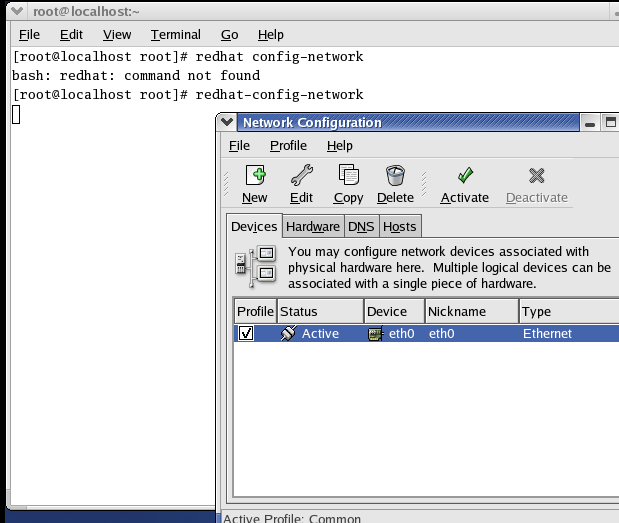 root@localhost:~
File Edit View Terminal Go Help
[root@localhost root]# redhat config-network
bash: redhat: command not found
[root@localhost root]# redhat-config-network
Network Configuration
File Profile Help
New Edit Copy Delete Activate Deactivate
Devices Hardware DNS Hosts
You may configure network devices associated with
physical hardware here. Multiple logical devices can be
associated with a single piece of hardware.
Profile Status Device Nickname Type
Active eth0 eth0 Ethernet
Active Profile: Common